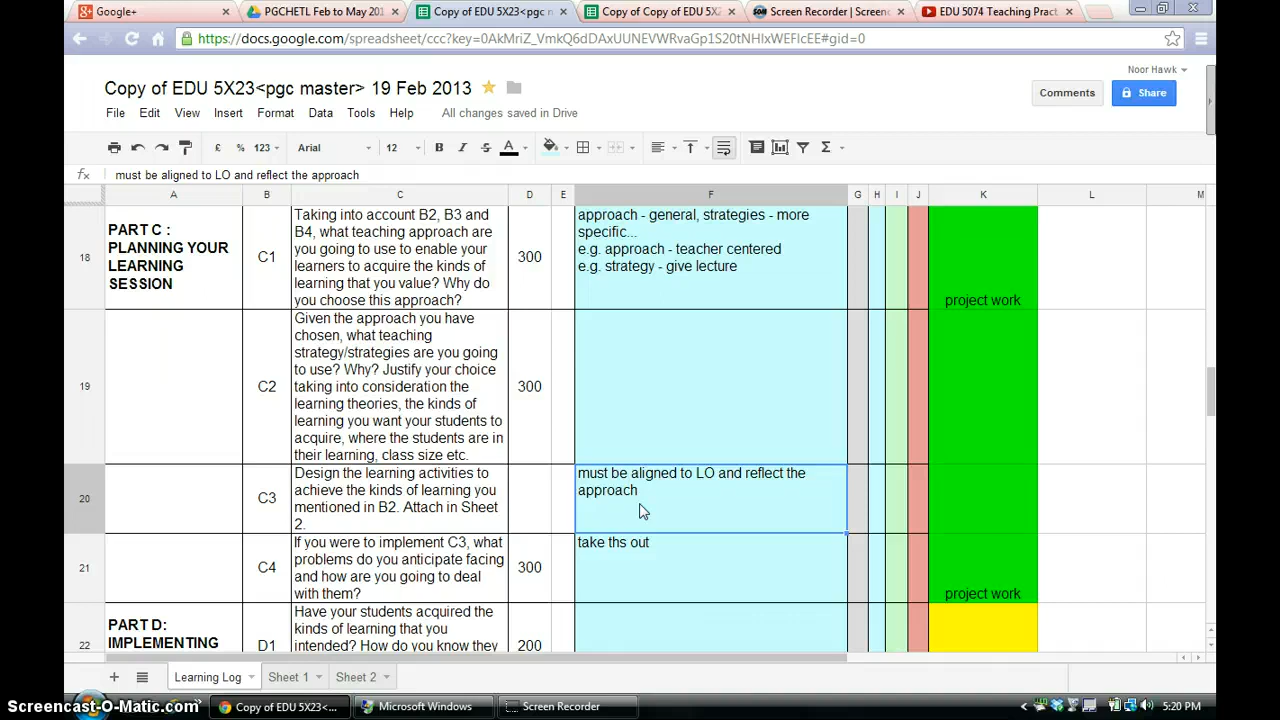 Google+
PGCHETL Feb to May 201
Copy of EDU 5X23<pgc n
Copy of Copy of EDU 5X
Screen Recorder | Screenc
EDU 5074 Teaching Pract
https://docs.google.com/spreadsheet/ccc?key=0AkMriZ_VmkQ6dDAxUUNEVWRvaGp1S20tNHlxWEFIcEE#gid=0
Noor Hawk
Copy of EDU 5X23<pgc master> 19 Feb 2013
Comments
Share
File Edit View Insert Format Data Tools Help All changes saved in Drive
£ % 123 Arial 12 B I S A Σ
fx must be aligned to LO and reflect the approach
A B C D E F G H I J K L M
18
PART C :
PLANNING YOUR
LEARNING
SESSION
C1
Taking into account B2, B3 and
B4, what teaching approach are
you going to use to enable your
learners to acquire the kinds of
learning that you value? Why do
you choose this approach?
300
approach - general, strategies - more
specific...
e.g. approach - teacher centered
e.g. strategy - give lecture
project work
19
C2
Given the approach you have
chosen, what teaching
strategy/strategies are you going
to use? Why? Justify your choice
taking into consideration the
learning theories, the kinds of
learning you want your students to
acquire, where the students are in
their learning, class size etc.
300
20
C3
Design the learning activities to
achieve the kinds of learning you
mentioned in B2. Attach in Sheet
2.
must be aligned to LO and reflect the
approach
21
C4
If you were to implement C3, what
problems do you anticipate facing
and how are you going to deal
with them?
300
take ths out
project work
22
PART D:
IMPLEMENTING
D1
Have your students acquired the
kinds of learning that you
intended? How do you know they
200
Learning Log Sheet 1 Sheet 2
Screencast-O-Matic.com
Copy of EDU 5X23<...
Microsoft Windows
Screen Recorder
5:20 PM